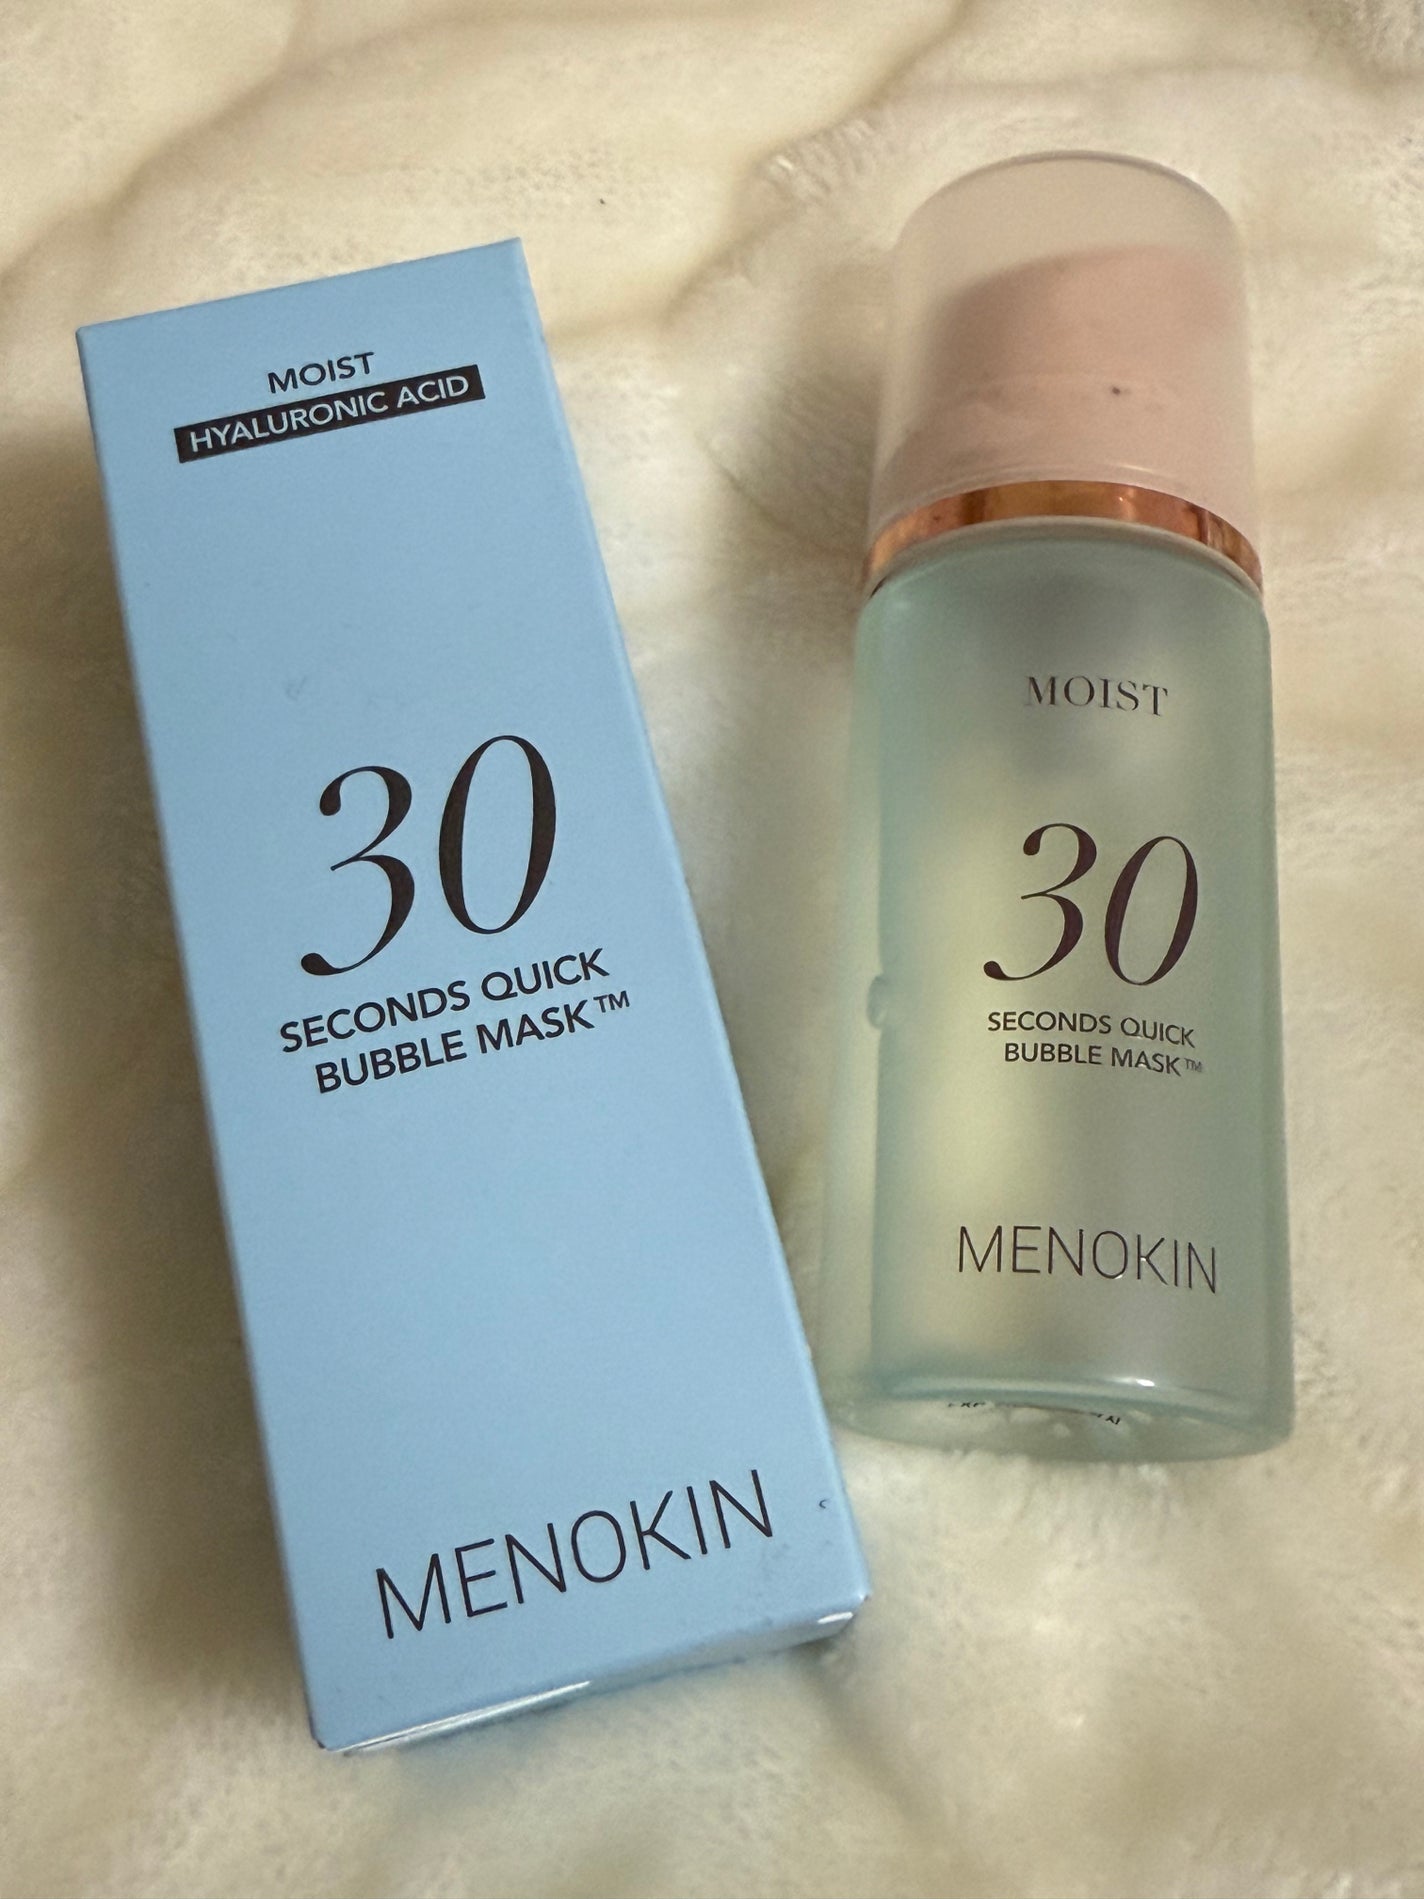 MOIST
HYALURONIC ACID
30
SECONDS QUICK
BUBBLE MASK™
MENOKIN
MOIST
30
SECONDS QUICK
BUBBLE MASK™
MENOKIN